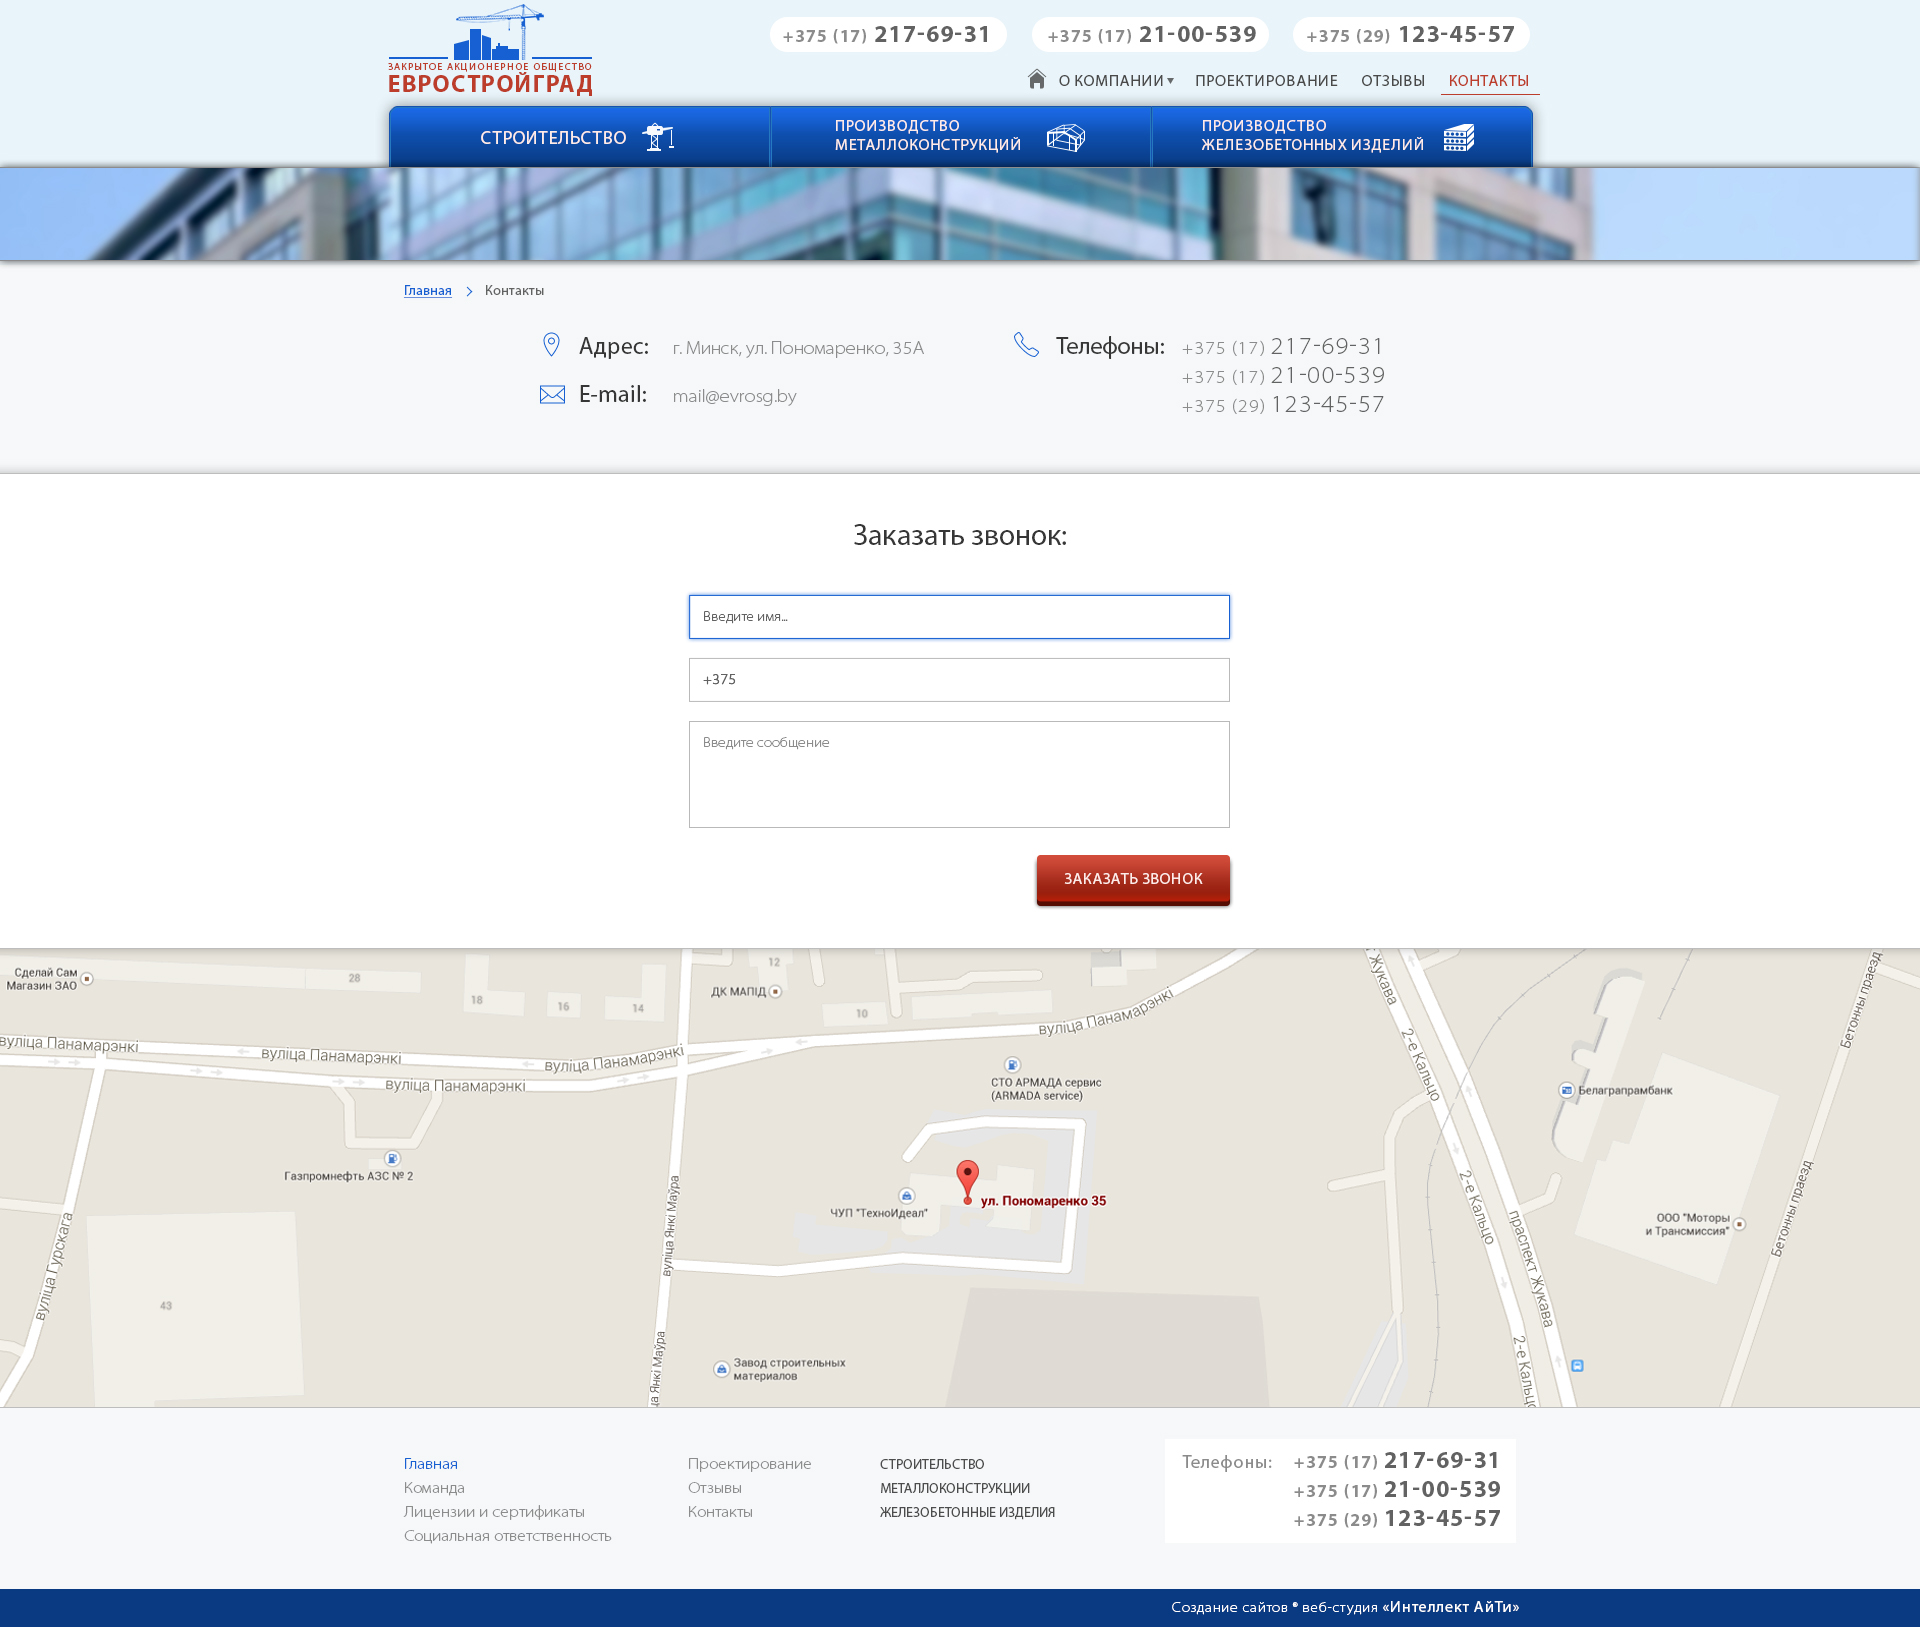 +375 (17) 217-69-31
+375 (17) 21-00-539
+375 (29) 123-45-57
ЗАКРЫТОЕ АКЦИОНЕРНОЕ ОБЩЕСТВО
ЕВРОСТРОЙГРАД
О КОМПАНИИ
ПРОЕКТИРОВАНИЕ
ОТЗЫВЫ
КОНТАКТЫ
СТРОИТЕЛЬСТВО
ПРОИЗВОДСТВО
МЕТАЛЛОКОНСТРУКЦИЙ
ПРОИЗВОДСТВО
ЖЕЛЕЗОБЕТОННЫХ ИЗДЕЛИЙ
Главная
Контакты
Адрес: г. Минск, ул. Пономаренко, 35А
E-mail: mail@evrosg.by
Телефоны: +375 (17) 217-69-31
+375 (17) 21-00-539
+375 (29) 123-45-57
Заказать звонок:
Введите имя...
+375
Введите сообщение
ЗАКАЗАТЬ ЗВОНОК
Сделай Сам
Магазин ЗАО
28
18
16
14
12
ДК МАПІД
10
вуліца Панамарэнкі
вуліца Панамарэнкі
вуліца Панамарэнкі
вуліца Панамарэнкі
вуліца Панамарэнкі
Жукава
2-е Кальцо
Бетонны праезд
СТО АРМАДА сервис
(ARMADA service)
Белаграпрамбанк
Газпромнефть АЗС № 2
ЧУП "ТехноИдеал"
ул. Пономаренко 35
вуліца Янкі Маўра
2-е Кальцо
праспект Жукава
Бетонны праезд
ООО "Моторы
и Трансмиссия"
вуліца Гурскага
43
Завод строительных
материалов
ца Янкі Маўра
2-е Кальцо
Главная
Команда
Лицензии и сертификаты
Социальная ответственность
Проектирование
Отзывы
Контакты
СТРОИТЕЛЬСТВО
МЕТАЛЛОКОНСТРУКЦИИ
ЖЕЛЕЗОБЕТОННЫЕ ИЗДЕЛИЯ
Телефоны: +375 (17) 217-69-31
+375 (17) 21-00-539
+375 (29) 123-45-57
Создание сайтов ® веб-студия «Интеллект АйТи»